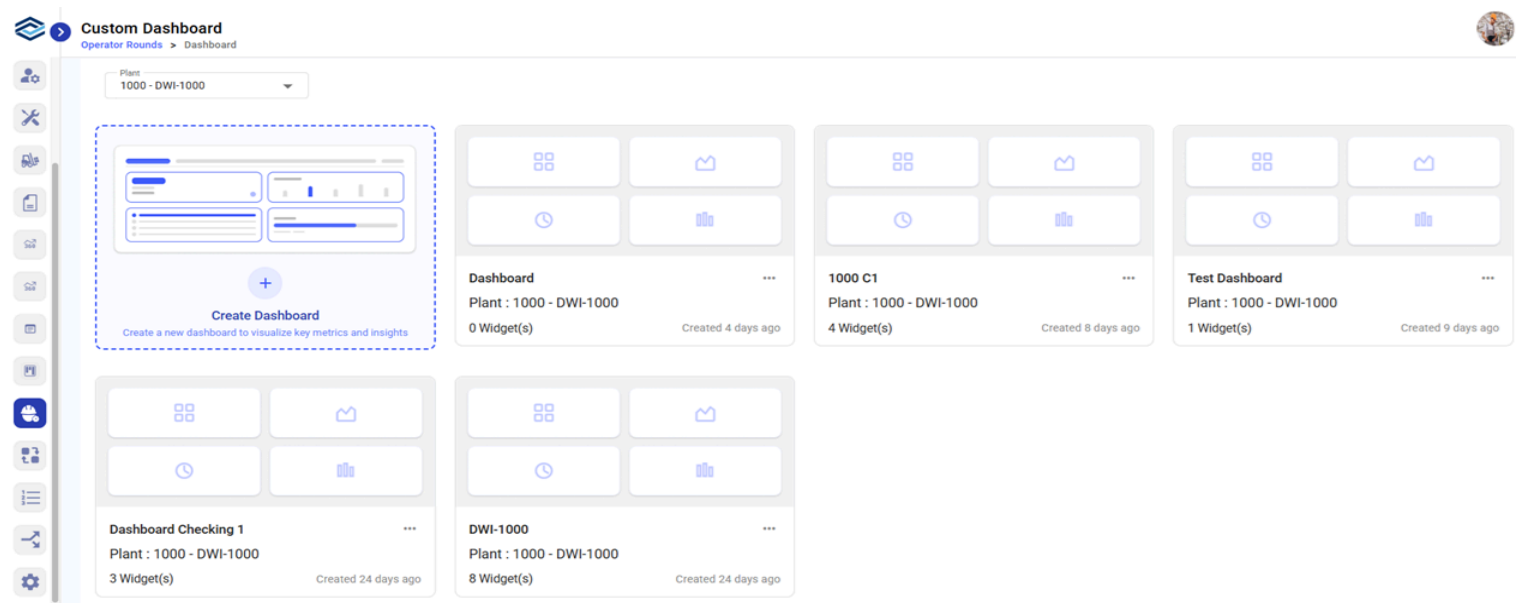 Custom Dashboard
Operator Rounds > Dashboard
Plant
1000 - DWI-1000
Create Dashboard
Create a new dashboard to visualize key metrics and insights
Dashboard
Plant : 1000 - DWI-1000
0 Widget(s) Created 4 days ago
1000 C1
Plant : 1000 - DWI-1000
4 Widget(s) Created 8 days ago
Test Dashboard
Plant : 1000 - DWI-1000
1 Widget(s) Created 9 days ago
Dashboard Checking 1
Plant : 1000 - DWI-1000
3 Widget(s) Created 24 days ago
DWI-1000
Plant : 1000 - DWI-1000
8 Widget(s) Created 24 days ago